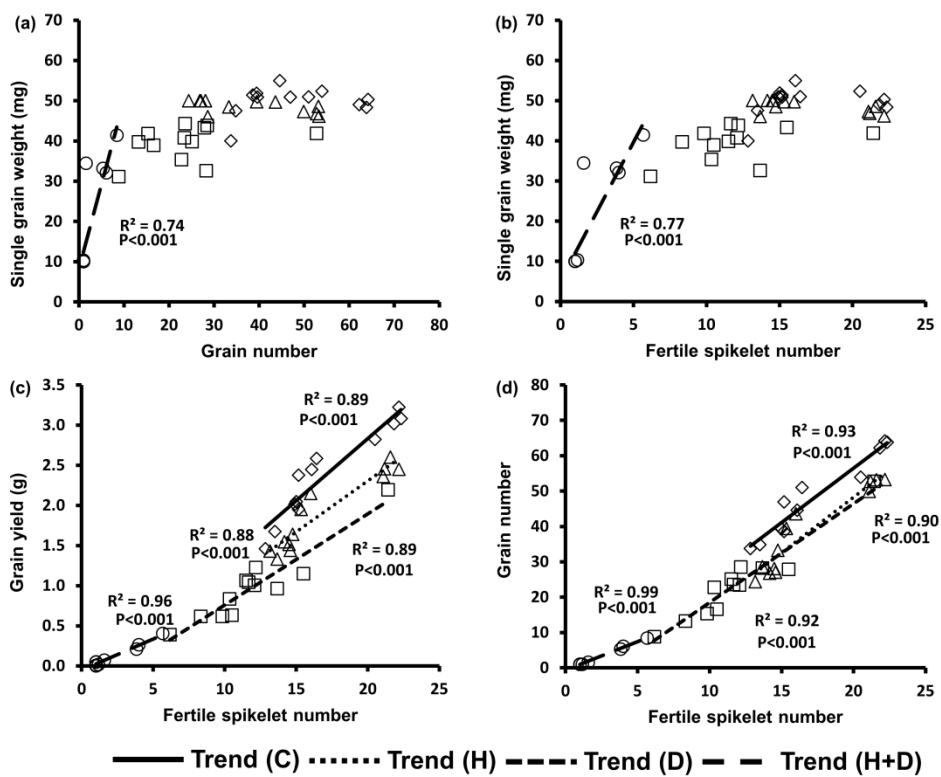 (a)
70
60
50
40
30
20
10
0
Single grain weight (mg)
R² = 0.74
P<0.001
0 10 20 30 40 50 60 70 80
Grain number
(b)
70
60
50
40
30
20
10
0
Single grain weight (mg)
R² = 0.77
P<0.001
0 5 10 15 20 25
Fertile spikelet number
(c)
3.5
3.0
2.5
2.0
1.5
1.0
0.5
0.0
Grain yield (g)
R² = 0.89
P<0.001
R² = 0.88
P<0.001
R² = 0.89
P<0.001
R² = 0.96
P<0.001
0 5 10 15 20 25
Fertile spikelet number
(d)
80
70
60
50
40
30
20
10
0
Grain number
R² = 0.93
P<0.001
R² = 0.90
P<0.001
R² = 0.99
P<0.001
R² = 0.92
P<0.001
0 5 10 15 20 25
Fertile spikelet number
Trend (C) Trend (H) Trend (D) Trend (H+D)